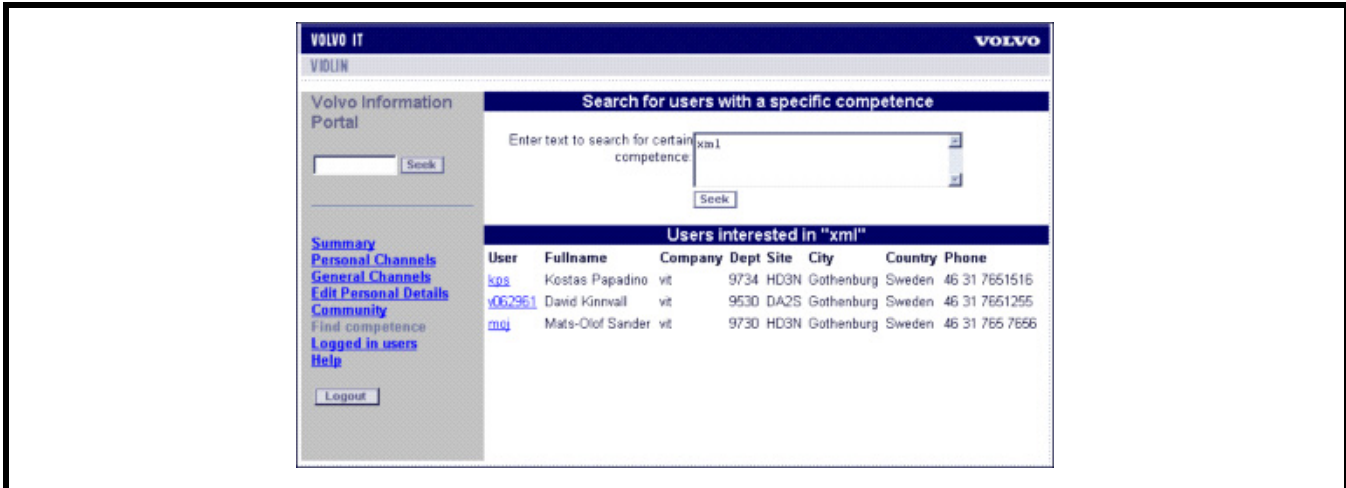 VOLVO IT
VOLVO
VIOLIN
Volvo Information
Portal
Seek
Summary
Personal Channels
General Channels
Edit Personal Details
Community
Find competence
Logged in users
Help
Logout
Search for users with a specific competence
Enter text to search for certain
competence:
xml
Seek
Users interested in "xml"
User Fullname Company Dept Site City Country Phone
kps Kostas Papadino vit 9734 HD3N Gothenburg Sweden 46 31 7651516
v062961 David Kinnvall vit 9530 DA2S Gothenburg Sweden 46 31 7651255
moj Mats-Olof Sander vit 9730 HD3N Gothenburg Sweden 46 31 765 7656